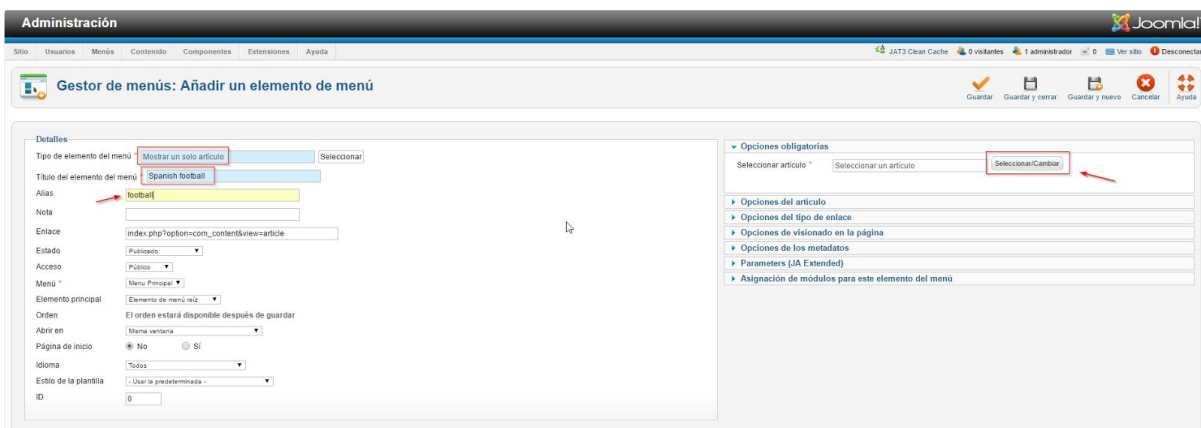 Administración
Joomla!
Sitio Usuarios Menús Contenido Componentes Extensiones Ayuda
JAT3 Clean Cache 0 visitantes 1 administrador 0 Ver sitio Desconectar
Gestor de menús: Añadir un elemento de menú
Guardar Guardar y cerrar Guardar y nuevo Cancelar Ayuda
Detalles
Tipo de elemento del menú * Mostrar un solo artículo Seleccionar
Título del elemento del menú * Spanish football
Alias football
Nota
Enlace index.php?option=com_content&view=article
Estado Publicado
Acceso Público
Menú * Menu Principal
Elemento principal Elemento de menú raíz
Orden El orden estará disponible después de guardar
Abrir en Misma ventana
Página de inicio No Sí
Idioma Todos
Estilo de la plantilla - Usar la predeterminada -
ID 0
Opciones obligatorias
Seleccionar artículo * Seleccionar un artículo Seleccionar/Cambiar
Opciones del artículo
Opciones del tipo de enlace
Opciones de visionado en la página
Opciones de los metadatos
Parameters (JA Extended)
Asignación de módulos para este elemento del menú